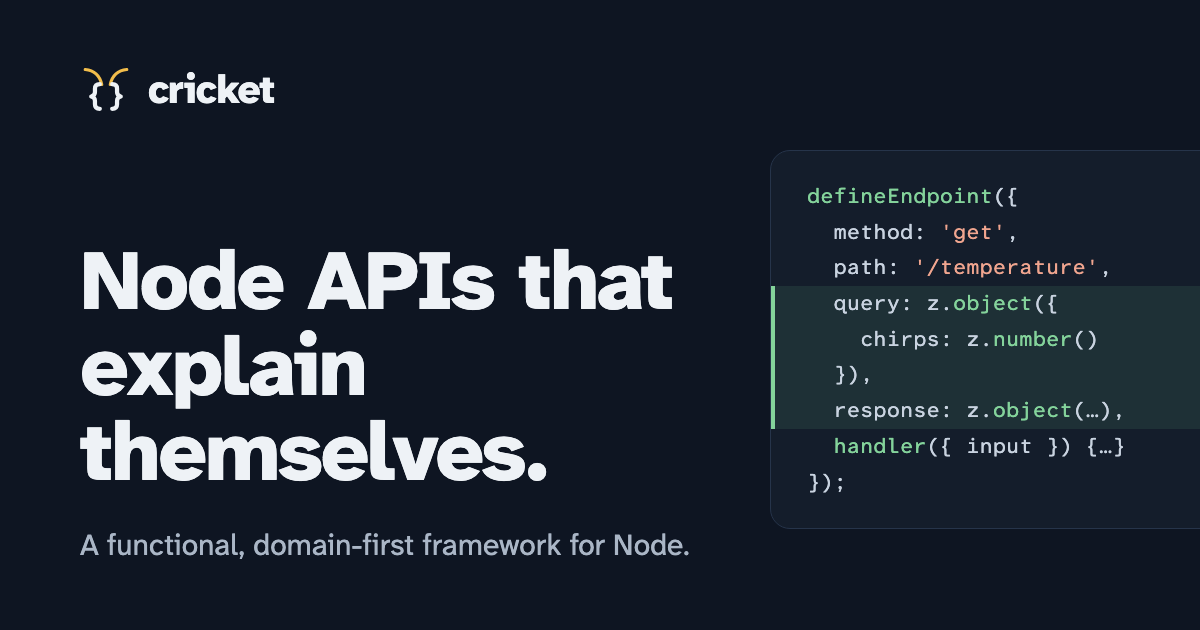 {} cricket
Node APIs that
explain
themselves.
A functional, domain-first framework for Node.
defineEndpoint({
  method: 'get',
  path: '/temperature',
  query: z.object({
    chirps: z.number()
  }),
  response: z.object(…),
  handler({ input }) {…}
});